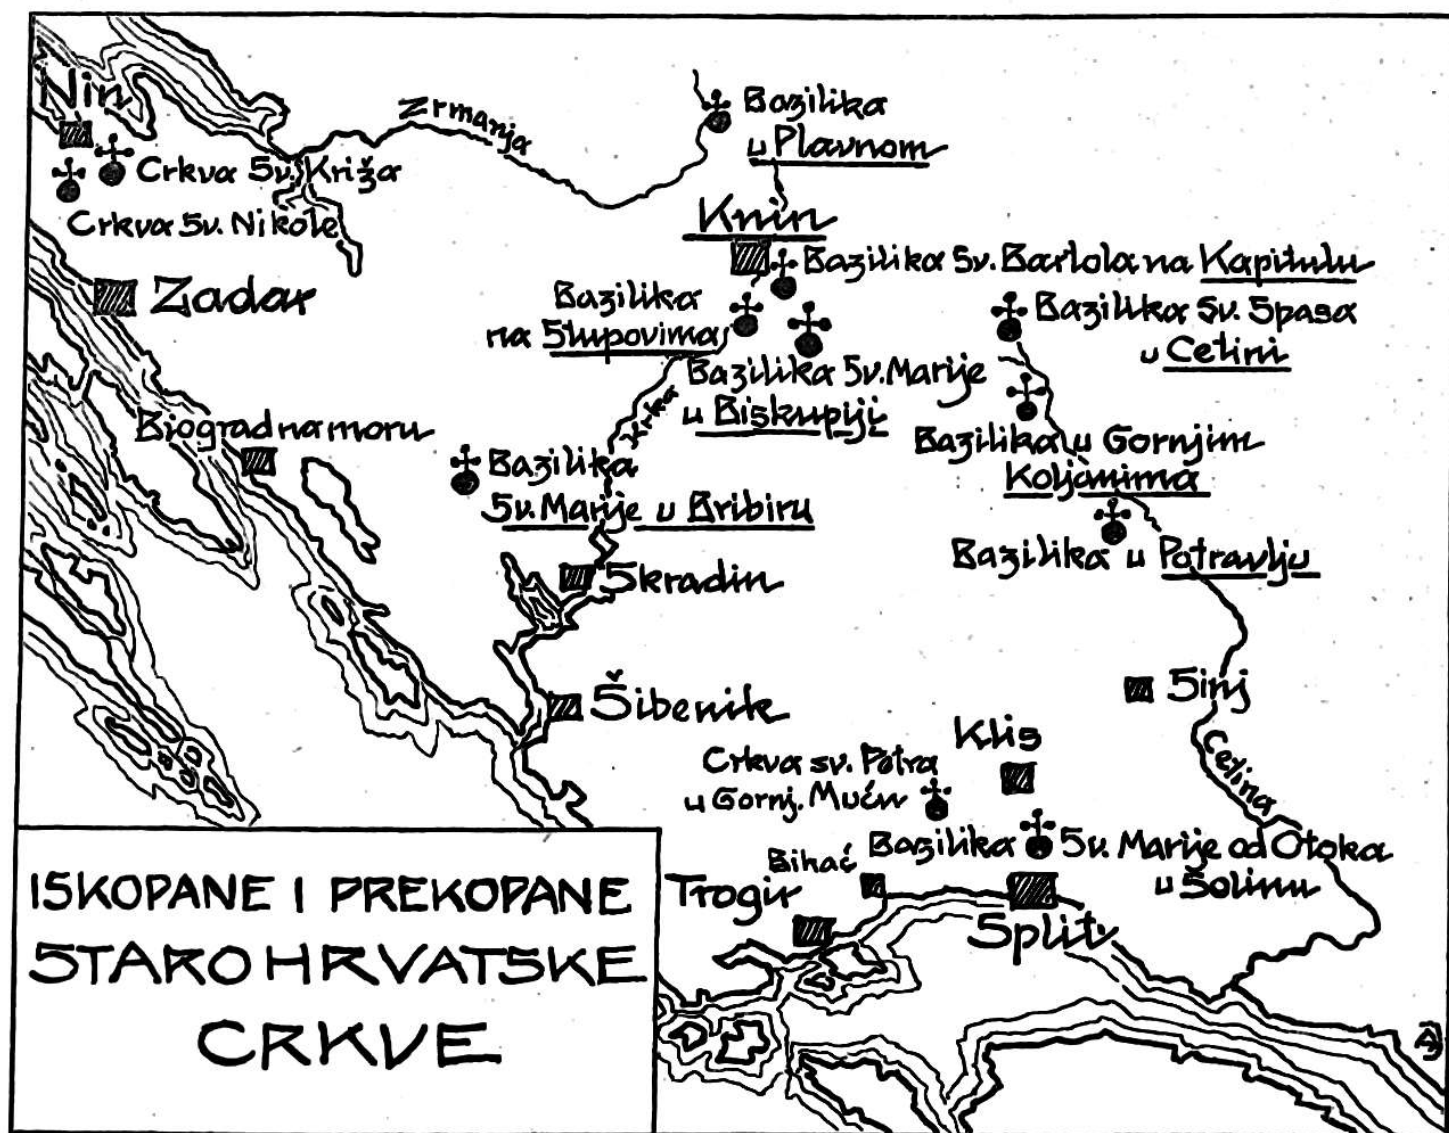 Nin
Crkva Sv. Križa
Crkva Sv. Nikole
Zadar
Zrmanja
Bazilika
u Plavnom
Knin
Bazilika Sv. Bartola na Kapitulu
Bazilika
na Stupovima
Bazilika Sv. Spasa
u Cetini
Bazilika Sv. Marije
u Biskupiji
Krka
Biograd na moru
Bazilika
Sv. Marije u Bribiru
Bazilika u Gornjim
Koljanima
Bazilika u Potravlju
Skradin
Šibenik
Sinj
Cetina
Klis
Crkva sv. Petra
u Gornj. Muću
Bazilika Sv. Marije od Otoka
u Solinu
Bihać
Trogir
Split
ISKOPANE I PREKOPANE
STAROHRVATSKE
CRKVE